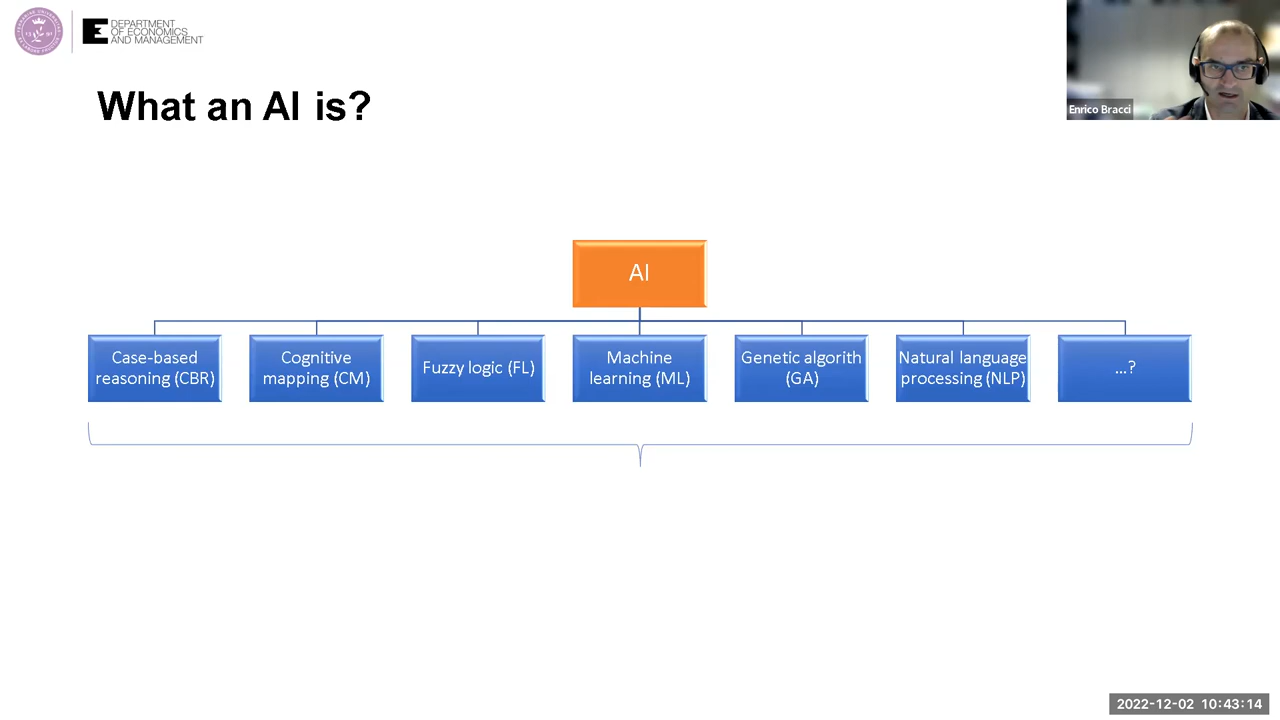 DEPARTMENT
OF ECONOMICS
AND MANAGEMENT
Enrico Bracci
What an AI is?
AI
Case-based
reasoning (CBR)
Cognitive
mapping (CM)
Fuzzy logic (FL)
Machine
learning (ML)
Genetic algorith
(GA)
Natural language
processing (NLP)
...?
2022-12-02 10:43:14